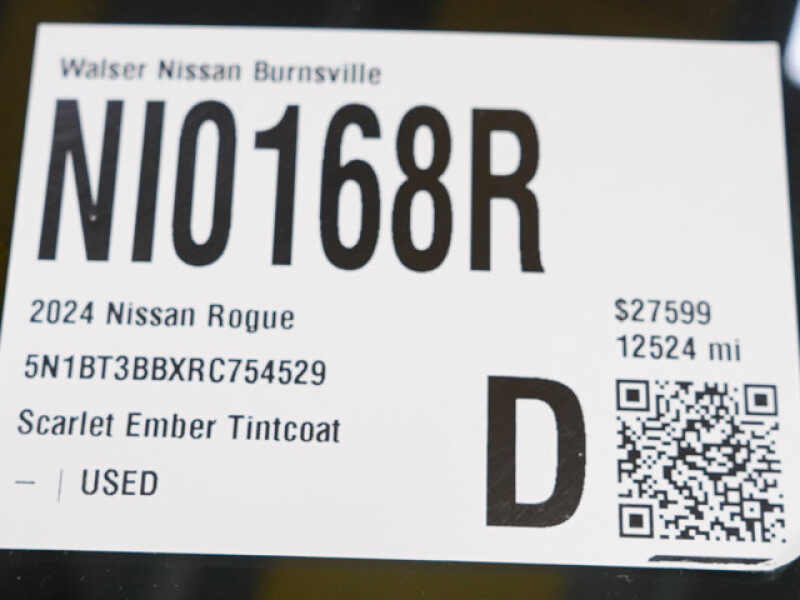 Walser Nissan Burnsville
NI0168R
2024 Nissan Rogue
$27599
12524 mi
5N1BT3BBXRC754529
Scarlet Ember Tintcoat
– | USED
D